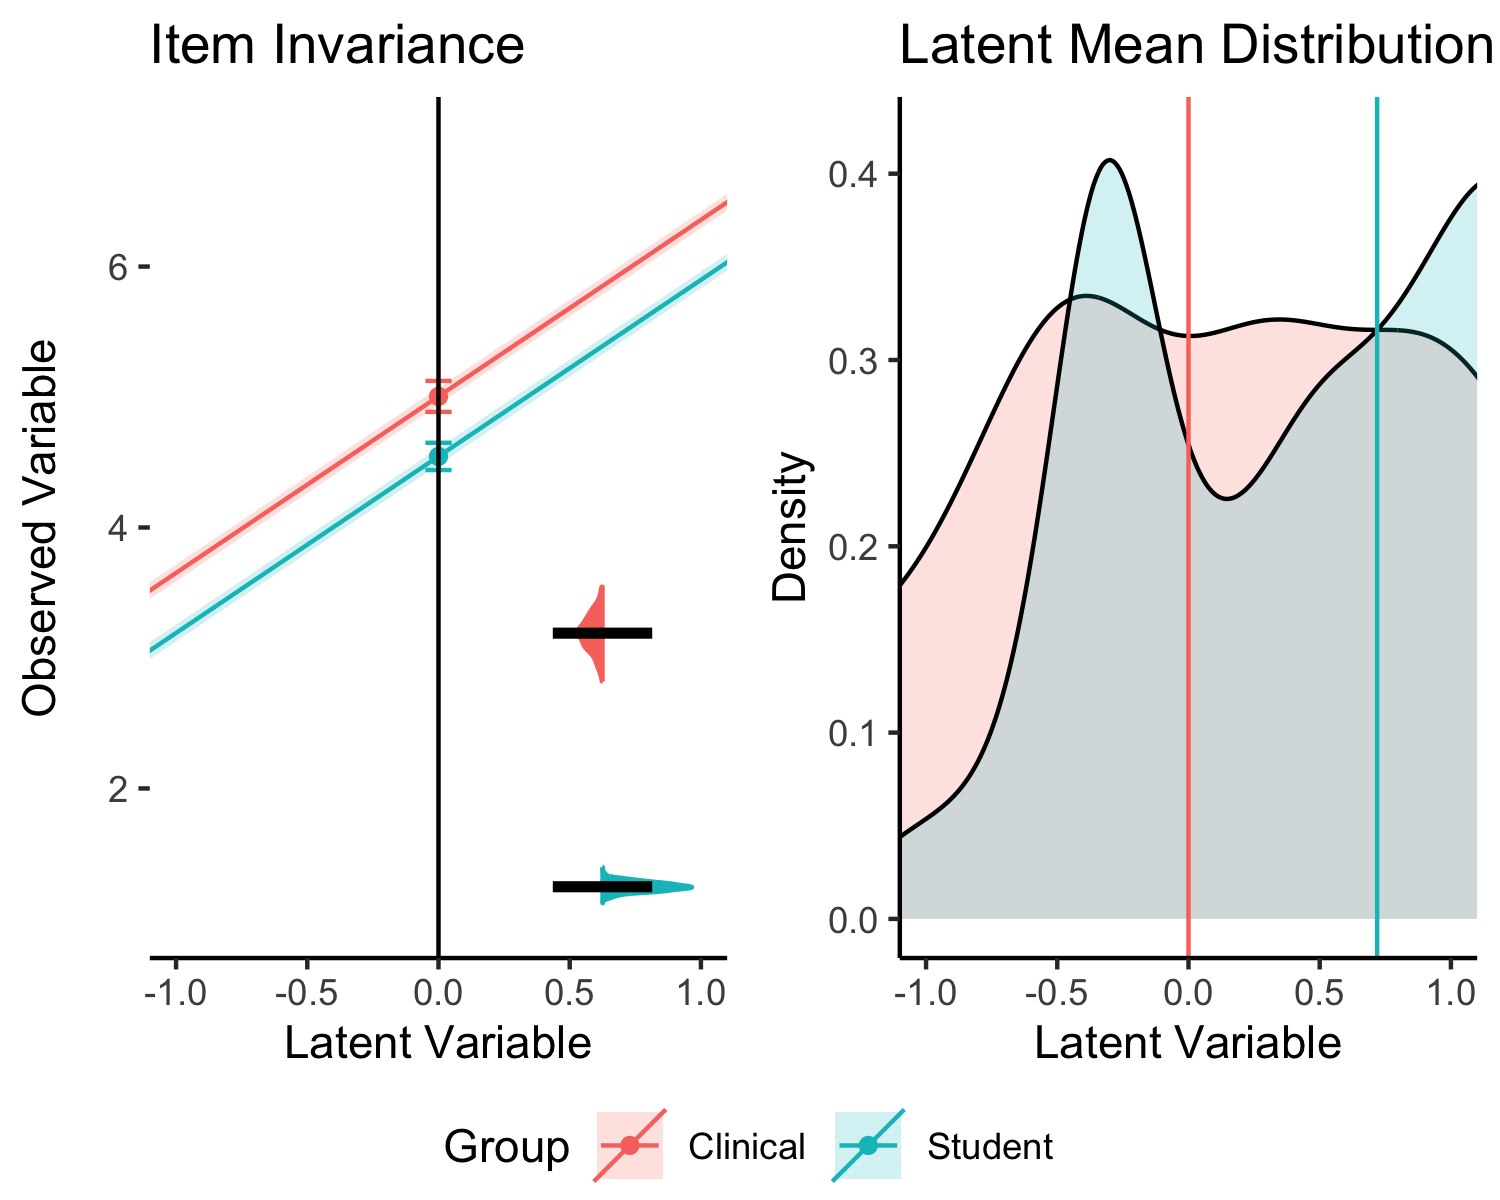 Item Invariance
Observed Variable
6
4
2
-1.0 -0.5 0.0 0.5 1.0
Latent Variable
Latent Mean Distribution
Density
0.4
0.3
0.2
0.1
0.0
-1.0 -0.5 0.0 0.5 1.0
Latent Variable
Group Clinical Student